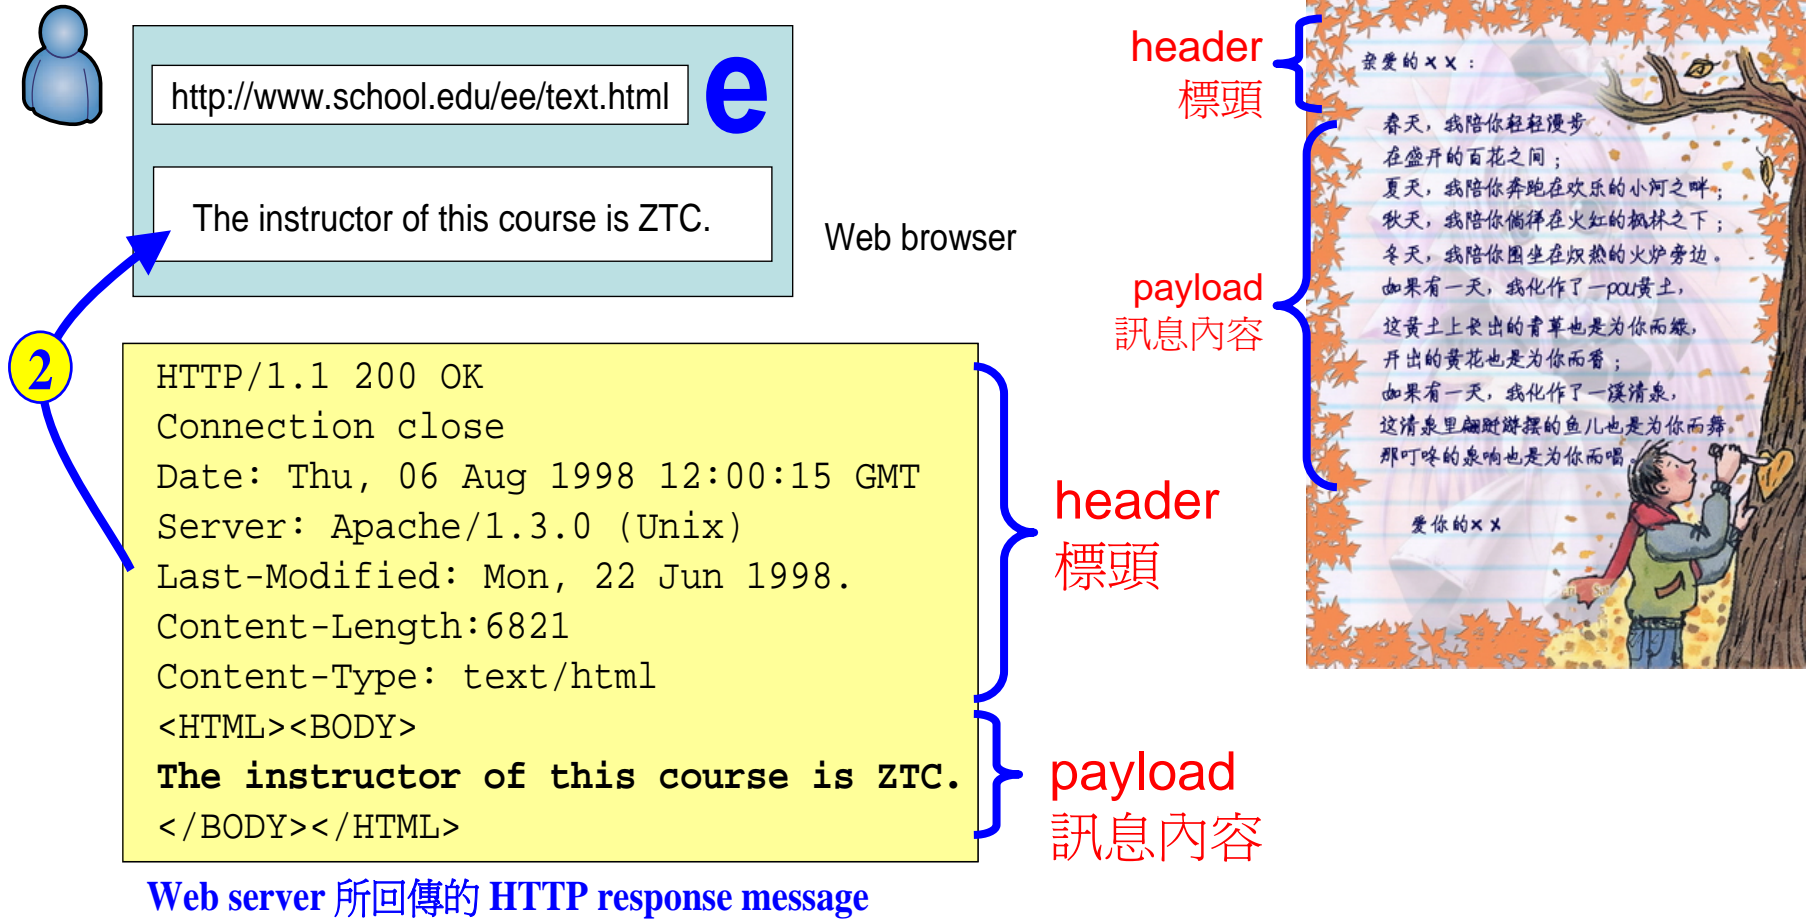 http://www.school.edu/ee/text.html
e
The instructor of this course is ZTC.
Web browser
2
HTTP/1.1 200 OK
Connection close
Date: Thu, 06 Aug 1998 12:00:15 GMT
Server: Apache/1.3.0 (Unix)
Last-Modified: Mon, 22 Jun 1998.
Content-Length:6821
Content-Type: text/html
<HTML><BODY>
The instructor of this course is ZTC.
</BODY></HTML>
header
標頭
payload
訊息內容
Web server 所回傳的 HTTP response message
header
標頭
payload
訊息內容
亲爱的××：
春天，我陪你轻轻漫步
在盛开的百花之间；
夏天，我陪你奔跑在欢乐的小河之畔；
秋天，我陪你倘徉在火红的枫林之下；
冬天，我陪你围坐在炽热的火炉旁边。
如果有一天，我化作了一pou黄土，
这黄土上长出的青草也是为你而绿，
开出的黄花也是为你而香；
如果有一天，我化作了一溪清泉，
这清泉里翩跹游摆的鱼儿也是为你而舞
那叮咚的泉响也是为你而唱。
爱你的××